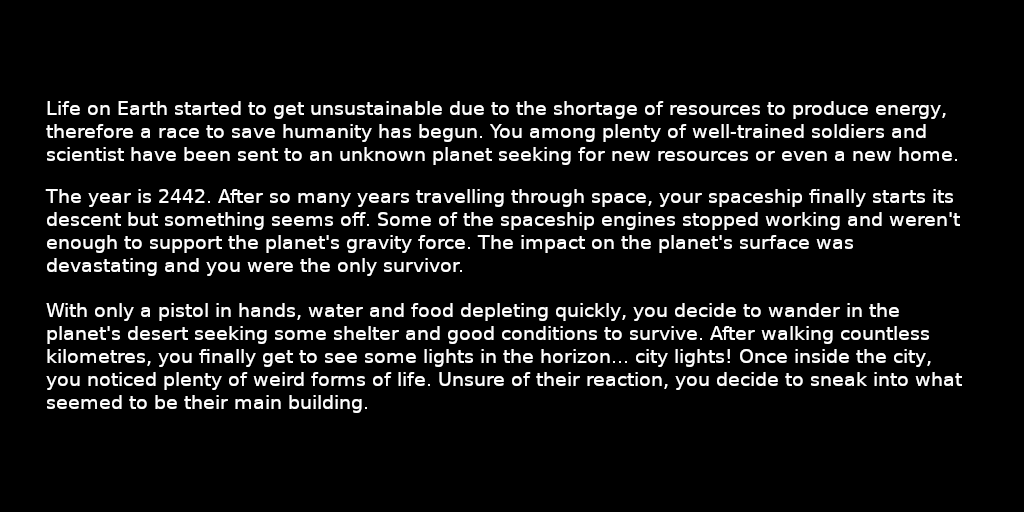 Life on Earth started to get unsustainable due to the shortage of resources to produce energy,
therefore a race to save humanity has begun. You among plenty of well-trained soldiers and
scientist have been sent to an unknown planet seeking for new resources or even a new home.
The year is 2442. After so many years travelling through space, your spaceship finally starts its
descent but something seems off. Some of the spaceship engines stopped working and weren't
enough to support the planet's gravity force. The impact on the planet's surface was
devastating and you were the only survivor.
With only a pistol in hands, water and food depleting quickly, you decide to wander in the
planet's desert seeking some shelter and good conditions to survive. After walking countless
kilometres, you finally get to see some lights in the horizon... city lights! Once inside the city,
you noticed plenty of weird forms of life. Unsure of their reaction, you decide to sneak into what
seemed to be their main building.